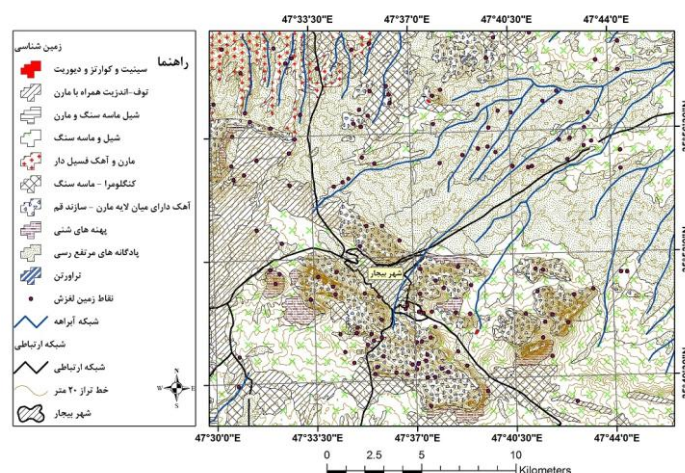 راهنما
زمین شناسی
سینیت و کوارتز و دیوریت
توف-اندزیت همراه با مارن
شیل ماسه سنگ و مارن
شیل و ماسه سنگ
مارن و آهک فسیل دار
کنگلومرا - ماسه سنگ
آهک دارای میان لایه مارن - سازند قم
پهنه های شنی
پادگانه های مرتفع رسی
تراورتن
نقاط زمین لغزش
شبکه آبراهه
شبکه ارتباطی
شبکه ارتباطی
خط تراز ۲۰ متر
شهر بیجار
N
W E
S
47°33'30"E 47°37'0"E 47°40'30"E 47°44'0"E
شهر بیجار
47°30'0"E 47°33'30"E 47°37'0"E 47°40'30"E 47°44'0"E
0 2.5 5 10
Kilometers